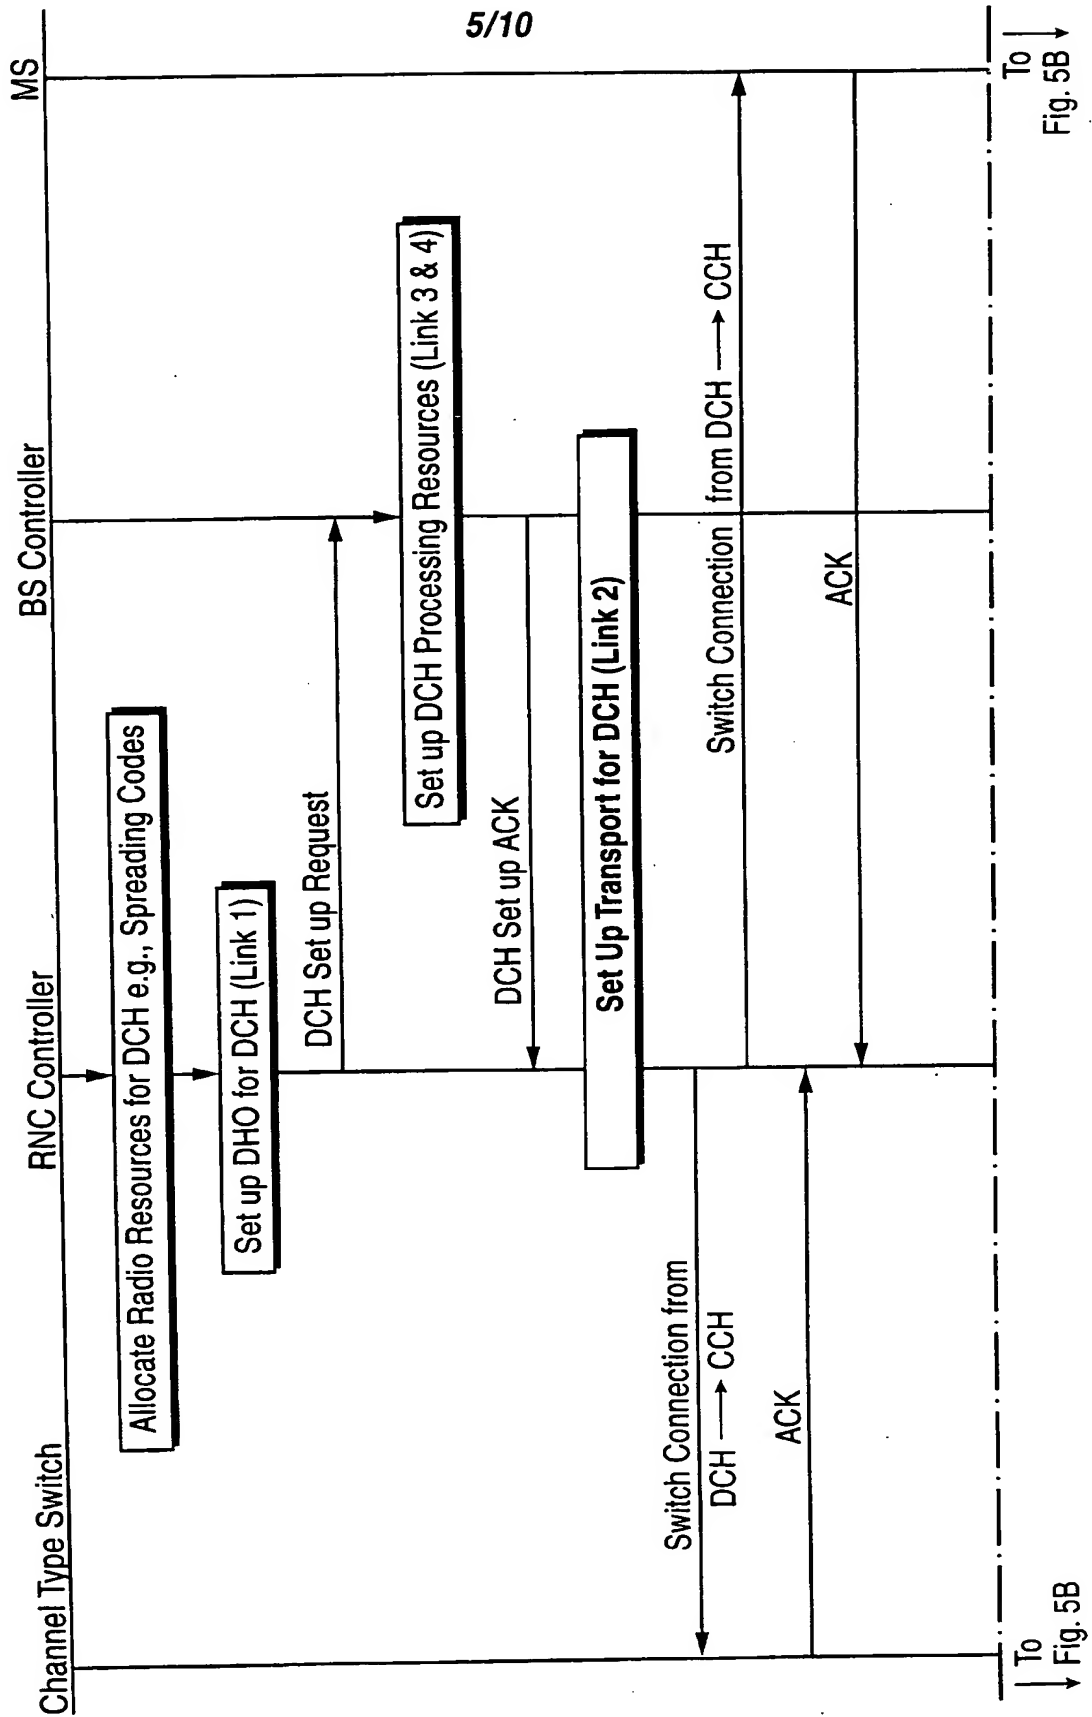 5/10
Channel Type Switch
RNC Controller
BS Controller
MS
Allocate Radio Resources for DCH e.g., Spreading Codes
Set up DHO for DCH (Link 1)
DCH Set up Request
Set up DCH Processing Resources (Link 3 & 4)
DCH Set up ACK
Set Up Transport for DCH (Link 2)
Switch Connection from
DCH → CCH
Switch Connection from DCH → CCH
ACK
ACK
To
Fig. 5B
To
Fig. 5B